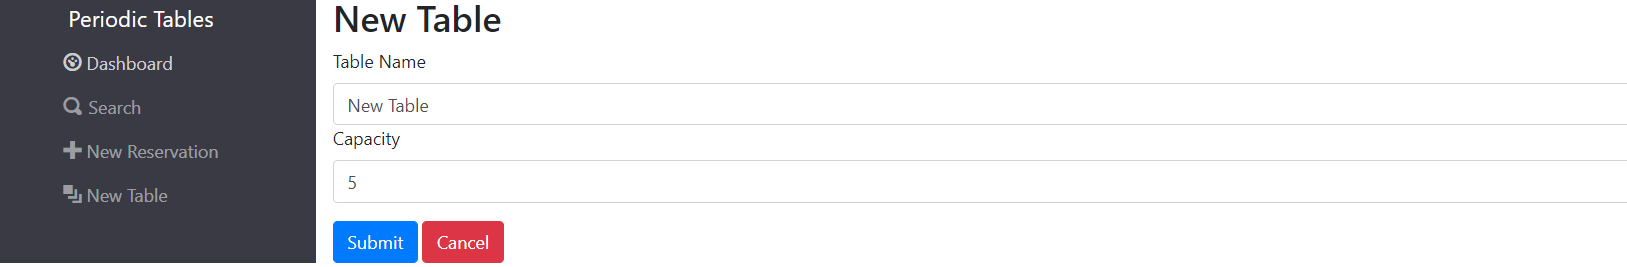 Periodic Tables
Dashboard
Search
New Reservation
New Table
New Table
Table Name
New Table
Capacity
5
Submit Cancel